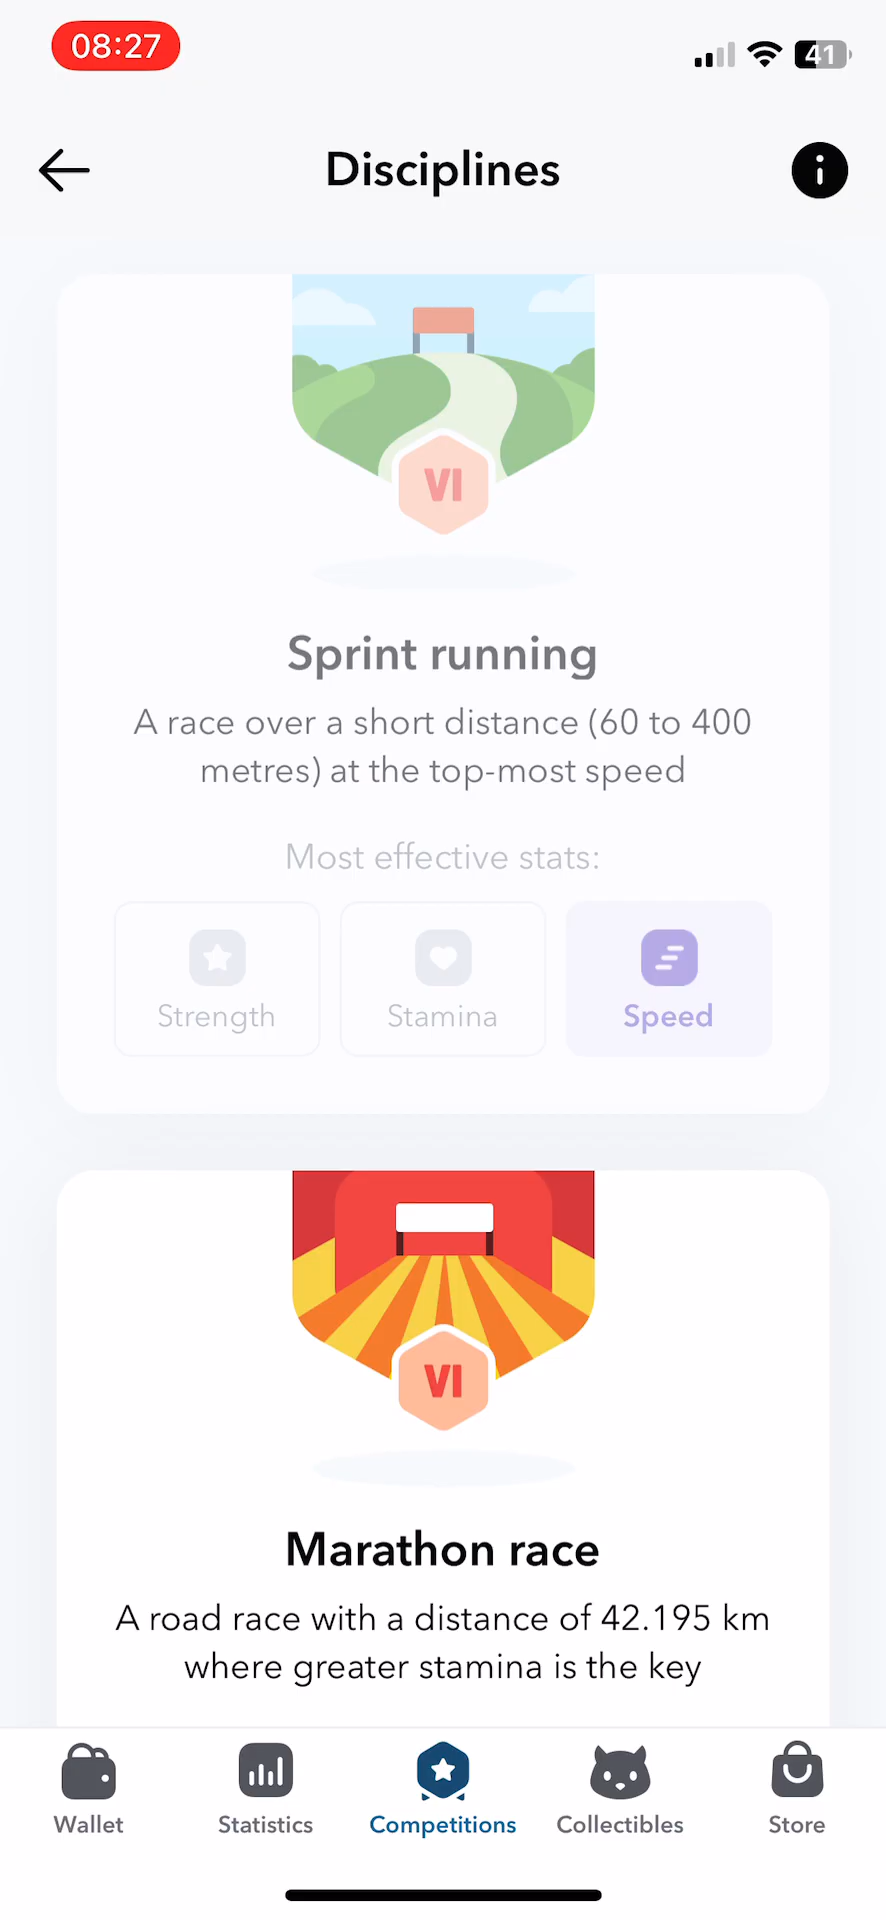 08:27
41
Disciplines
VI
Sprint running
A race over a short distance (60 to 400
metres) at the top-most speed
Most effective stats:
Strength
Stamina
Speed
VI
Marathon race
A road race with a distance of 42.195 km
where greater stamina is the key
Wallet
Statistics
Competitions
Collectibles
Store